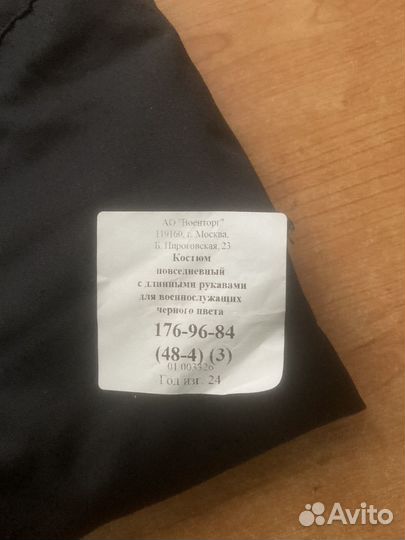 АО "Военторг"
119160, г. Москва,
Б. Пироговская, 23
Костюм
повседневный
с длинными рукавами
для военнослужащих
черного цвета
176-96-84
(48-4) (3)
01 003326
Год изг. 24
Avito